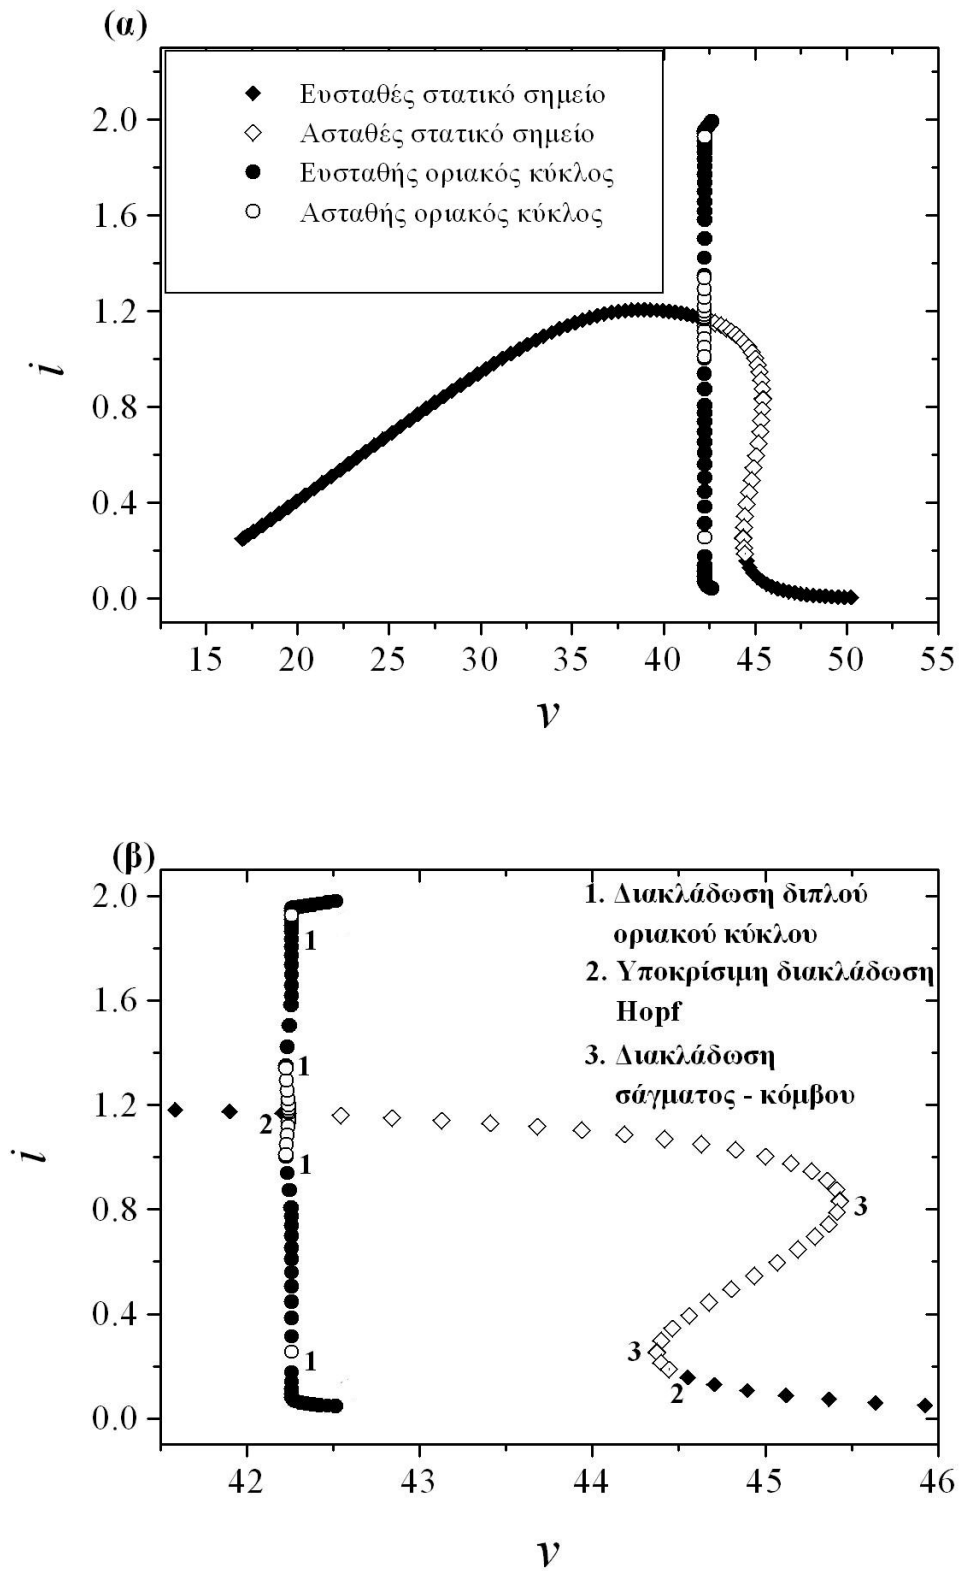 (α)
Ευσταθές στατικό σημείο
Ασταθές στατικό σημείο
Ευσταθής οριακός κύκλος
Ασταθής οριακός κύκλος
2.0
1.6
1.2
0.8
0.4
0.0
i
15 20 25 30 35 40 45 50 55
ν
(β)
1. Διακλάδωση διπλού
οριακού κύκλου
2. Υποκρίσιμη διακλάδωση
Hopf
3. Διακλάδωση
σάγματος - κόμβου
2.0
1.6
1.2
0.8
0.4
0.0
i
1
1
2
1
3
3
1
2
42 43 44 45 46
ν